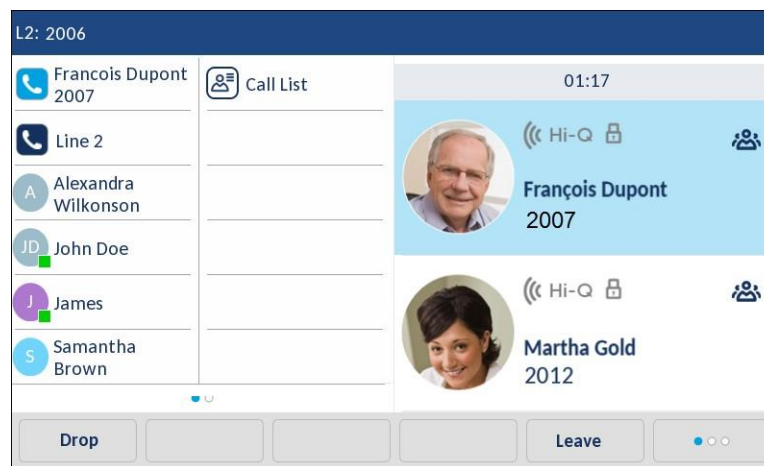 L2: 2006
Francois Dupont
2007
Line 2
A
Alexandra
Wilkonson
JD
John Doe
J
James
S
Samantha
Brown
Call List
01:17
Hi-Q
François Dupont
2007
Hi-Q
Martha Gold
2012
Drop
Leave